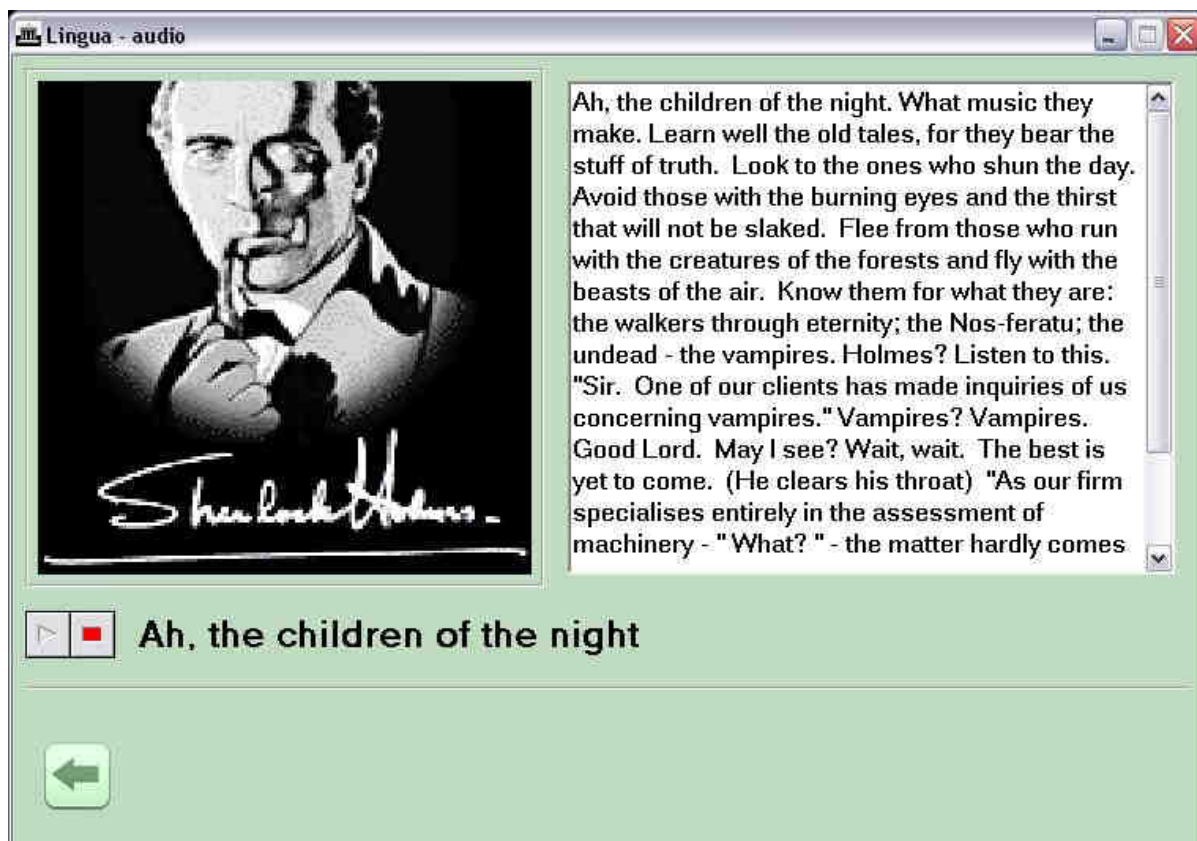 Lingua - audio
Sherlock Holmes.
Ah, the children of the night. What music they
make. Learn well the old tales, for they bear the
stuff of truth.  Look to the ones who shun the day.
Avoid those with the burning eyes and the thirst
that will not be slaked.  Flee from those who run
with the creatures of the forests and fly with the
beasts of the air.  Know them for what they are:
the walkers through eternity; the Nos-feratu; the
undead - the vampires. Holmes? Listen to this.
"Sir.  One of our clients has made inquiries of us
concerning vampires." Vampires? Vampires.
Good Lord.  May I see? Wait, wait.  The best is
yet to come.  (He clears his throat)  "As our firm
specialises entirely in the assessment of
machinery - " What? " - the matter hardly comes
Ah, the children of the night